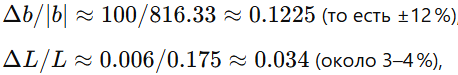 Δb/|b| ≈ 100/816.33 ≈ 0.1225 (то есть ±12 %)
ΔL/L ≈ 0.006/0.175 ≈ 0.034 (около 3–4 %),